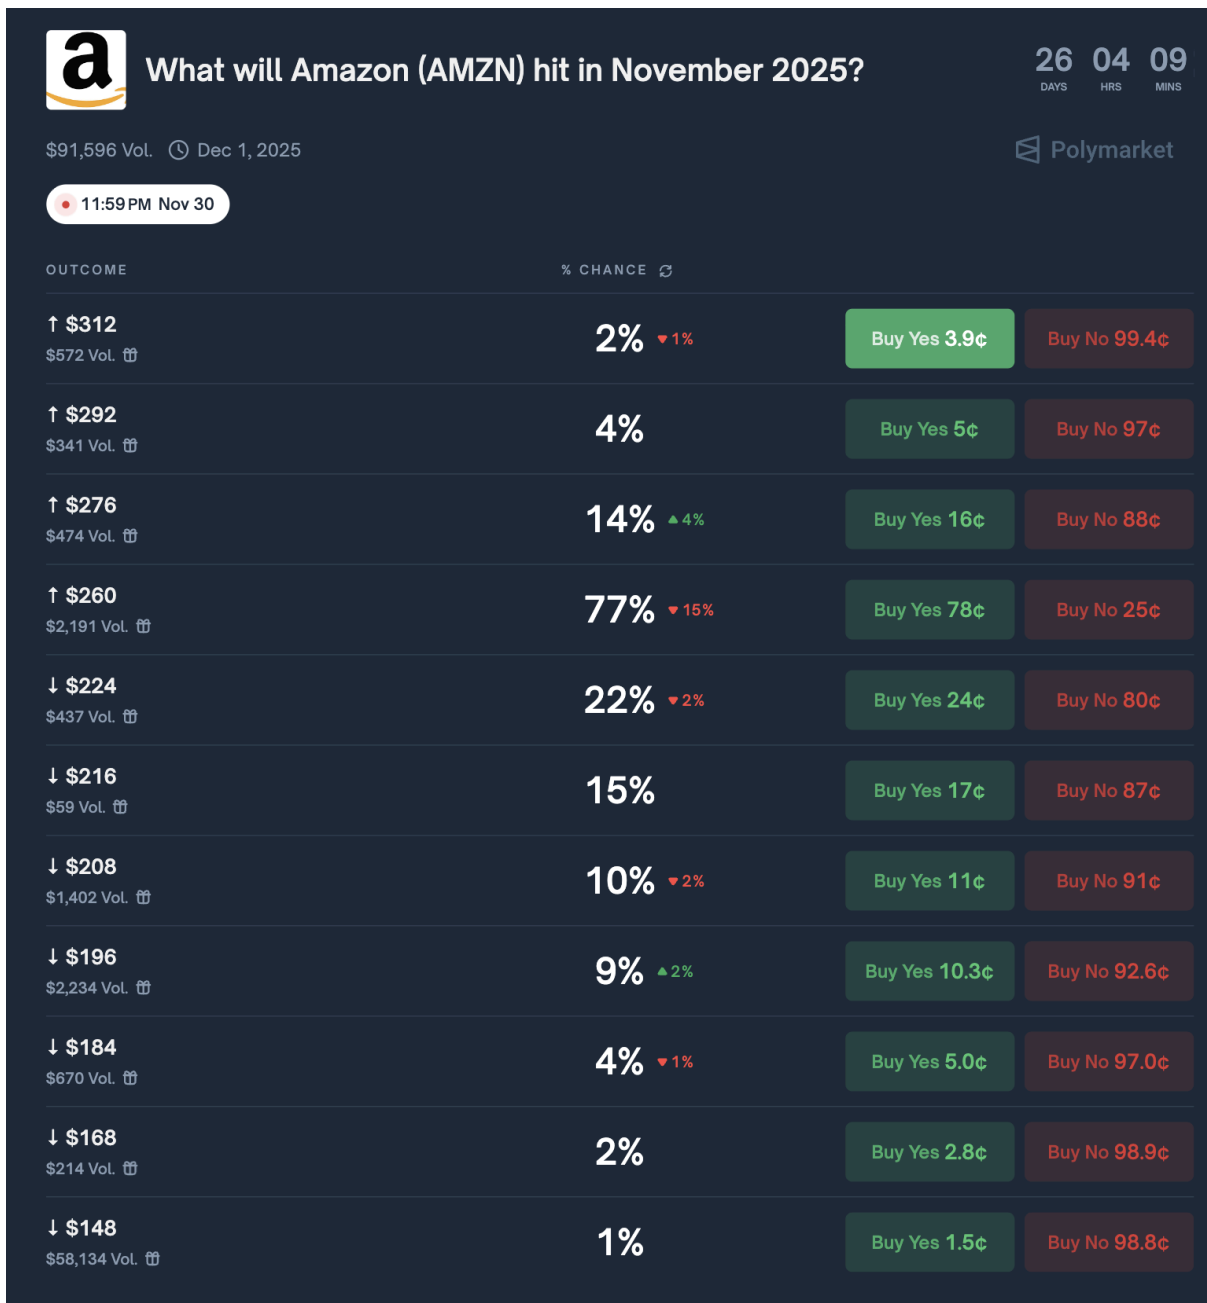 a
What will Amazon (AMZN) hit in November 2025?
26 04 09
DAYS HRS MINS
$91,596 Vol. Dec 1, 2025
Polymarket
11:59 PM Nov 30
OUTCOME % CHANCE
↑ $312
$572 Vol.
2% ▼ 1%
Buy Yes 3.9¢ Buy No 99.4¢
↑ $292
$341 Vol.
4%
Buy Yes 5¢ Buy No 97¢
↑ $276
$474 Vol.
14% ▲ 4%
Buy Yes 16¢ Buy No 88¢
↑ $260
$2,191 Vol.
77% ▼ 15%
Buy Yes 78¢ Buy No 25¢
↓ $224
$437 Vol.
22% ▼ 2%
Buy Yes 24¢ Buy No 80¢
↓ $216
$59 Vol.
15%
Buy Yes 17¢ Buy No 87¢
↓ $208
$1,402 Vol.
10% ▼ 2%
Buy Yes 11¢ Buy No 91¢
↓ $196
$2,234 Vol.
9% ▲ 2%
Buy Yes 10.3¢ Buy No 92.6¢
↓ $184
$670 Vol.
4% ▼ 1%
Buy Yes 5.0¢ Buy No 97.0¢
↓ $168
$214 Vol.
2%
Buy Yes 2.8¢ Buy No 98.9¢
↓ $148
$58,134 Vol.
1%
Buy Yes 1.5¢ Buy No 98.8¢